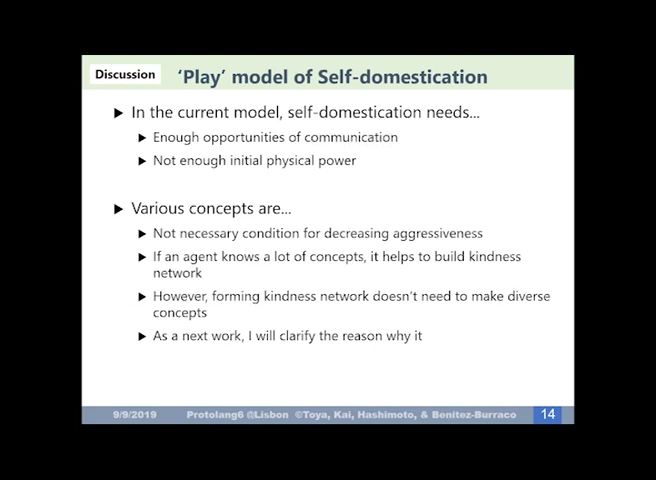 Discussion
‘Play’ model of Self-domestication
▶ In the current model, self-domestication needs...
▶ Enough opportunities of communication
▶ Not enough initial physical power
▶ Various concepts are...
▶ Not necessary condition for decreasing aggressiveness
▶ If an agent knows a lot of concepts, it helps to build kindness
network
▶ However, forming kindness network doesn’t need to make diverse
concepts
▶ As a next work, I will clarify the reason why it
9/9/2019 Protolang6 @Lisbon ©Toya, Kai, Hashimoto, & Benítez-Burraco 14